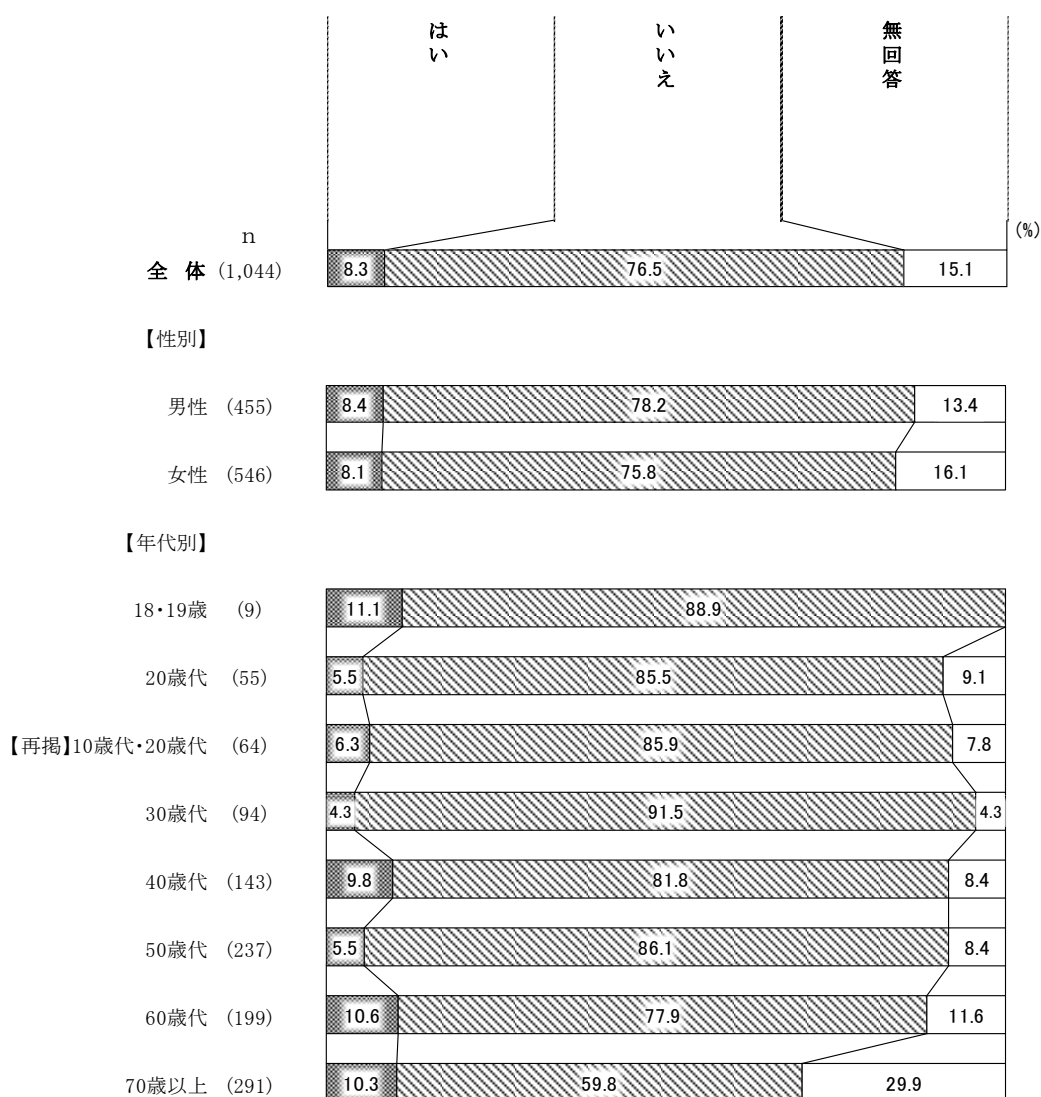 はい
いいえ
無回答
(%)
n
全 体 (1,044) 8.3 76.5 15.1
【性別】
男性 (455) 8.4 78.2 13.4
女性 (546) 8.1 75.8 16.1
【年代別】
18・19歳 (9) 11.1 88.9
20歳代 (55) 5.5 85.5 9.1
【再掲】10歳代・20歳代 (64) 6.3 85.9 7.8
30歳代 (94) 4.3 91.5 4.3
40歳代 (143) 9.8 81.8 8.4
50歳代 (237) 5.5 86.1 8.4
60歳代 (199) 10.6 77.9 11.6
70歳以上 (291) 10.3 59.8 29.9